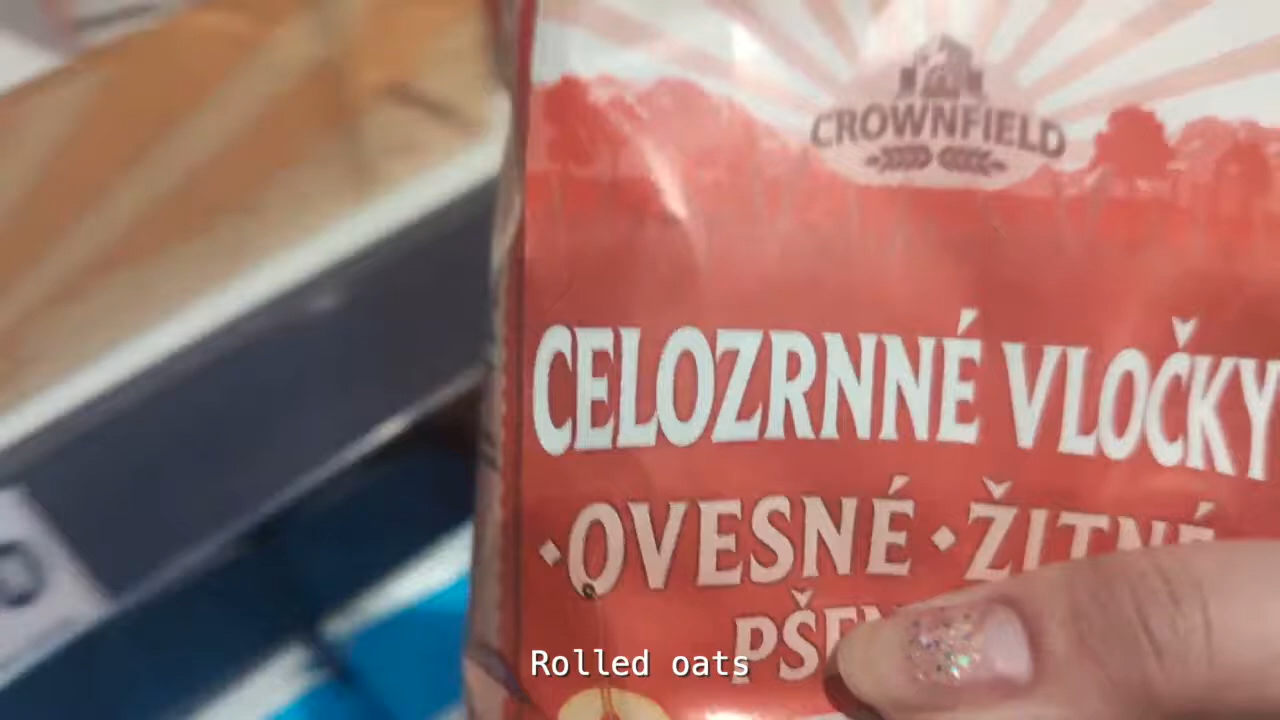 CROWNFIELD
CELOZRNNÉ VLOČKY
OVESNÉ • ŽITNÉ
Rolled oats